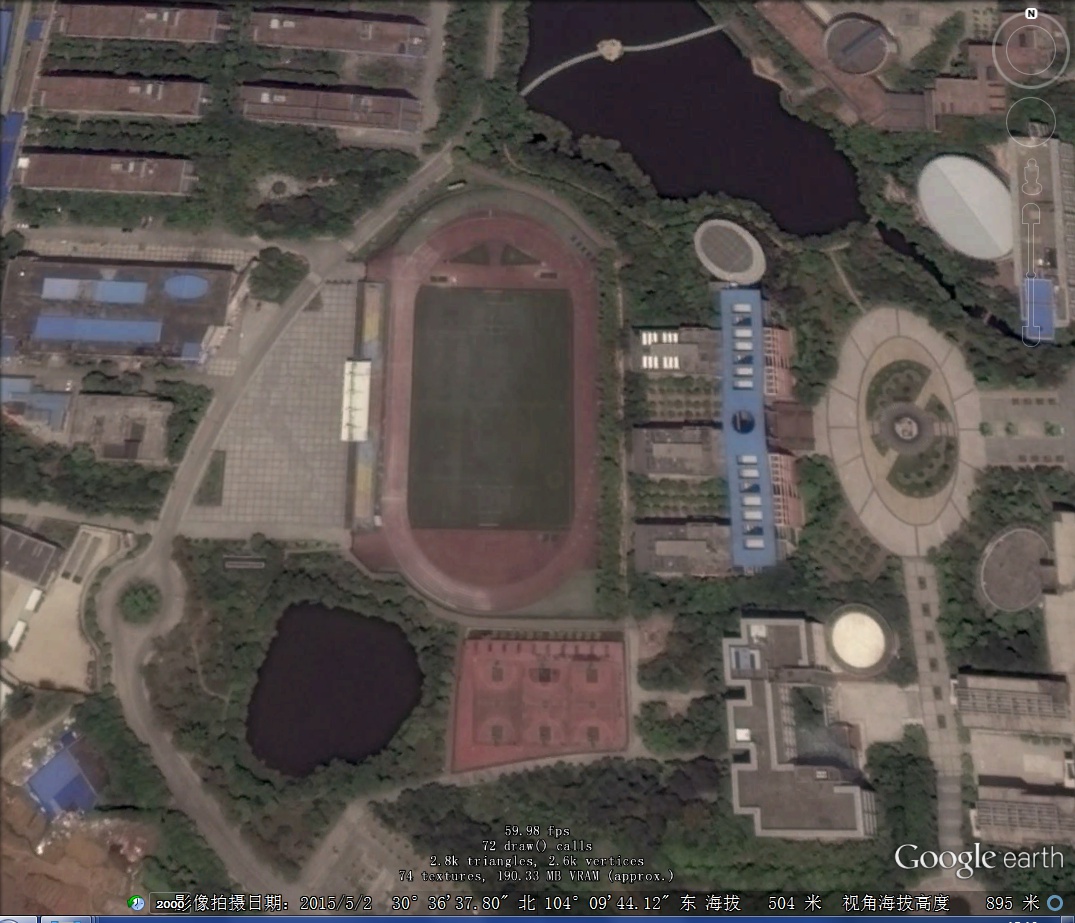 N
59.98 fps
72 draw() calls
2.8k triangles, 2.6k vertices
74 textures, 190.33 MB VRAM (approx.)
Google earth
2000 影像拍摄日期: 2015/5/2 30° 36'37.80" 北 104° 09'44.12" 东 海拔 504 米 视角海拔高度 895 米